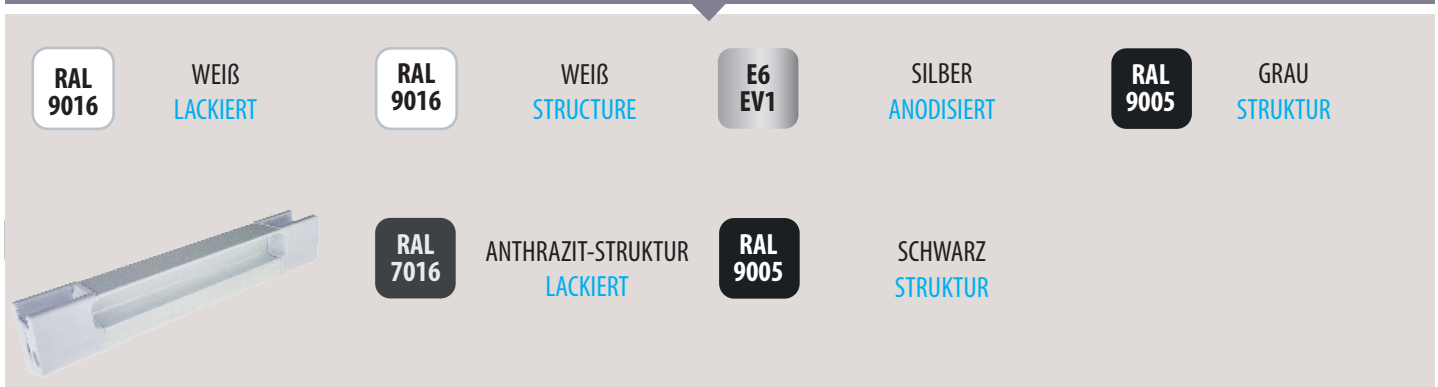 RAL
9016
WEIß
LACKIERT
RAL
9016
WEIß
STRUCTURE
E6
EV1
SILBER
ANODISIERT
RAL
9005
GRAU
STRUKTUR
RAL
7016
ANTHRAZIT-STRUKTUR
LACKIERT
RAL
9005
SCHWARZ
STRUKTUR